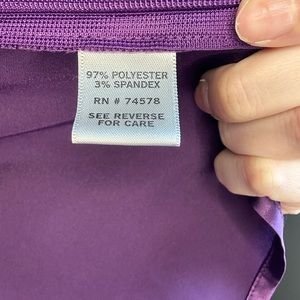 97% POLYESTER
3% SPANDEX
RN # 74578
SEE REVERSE
FOR CARE